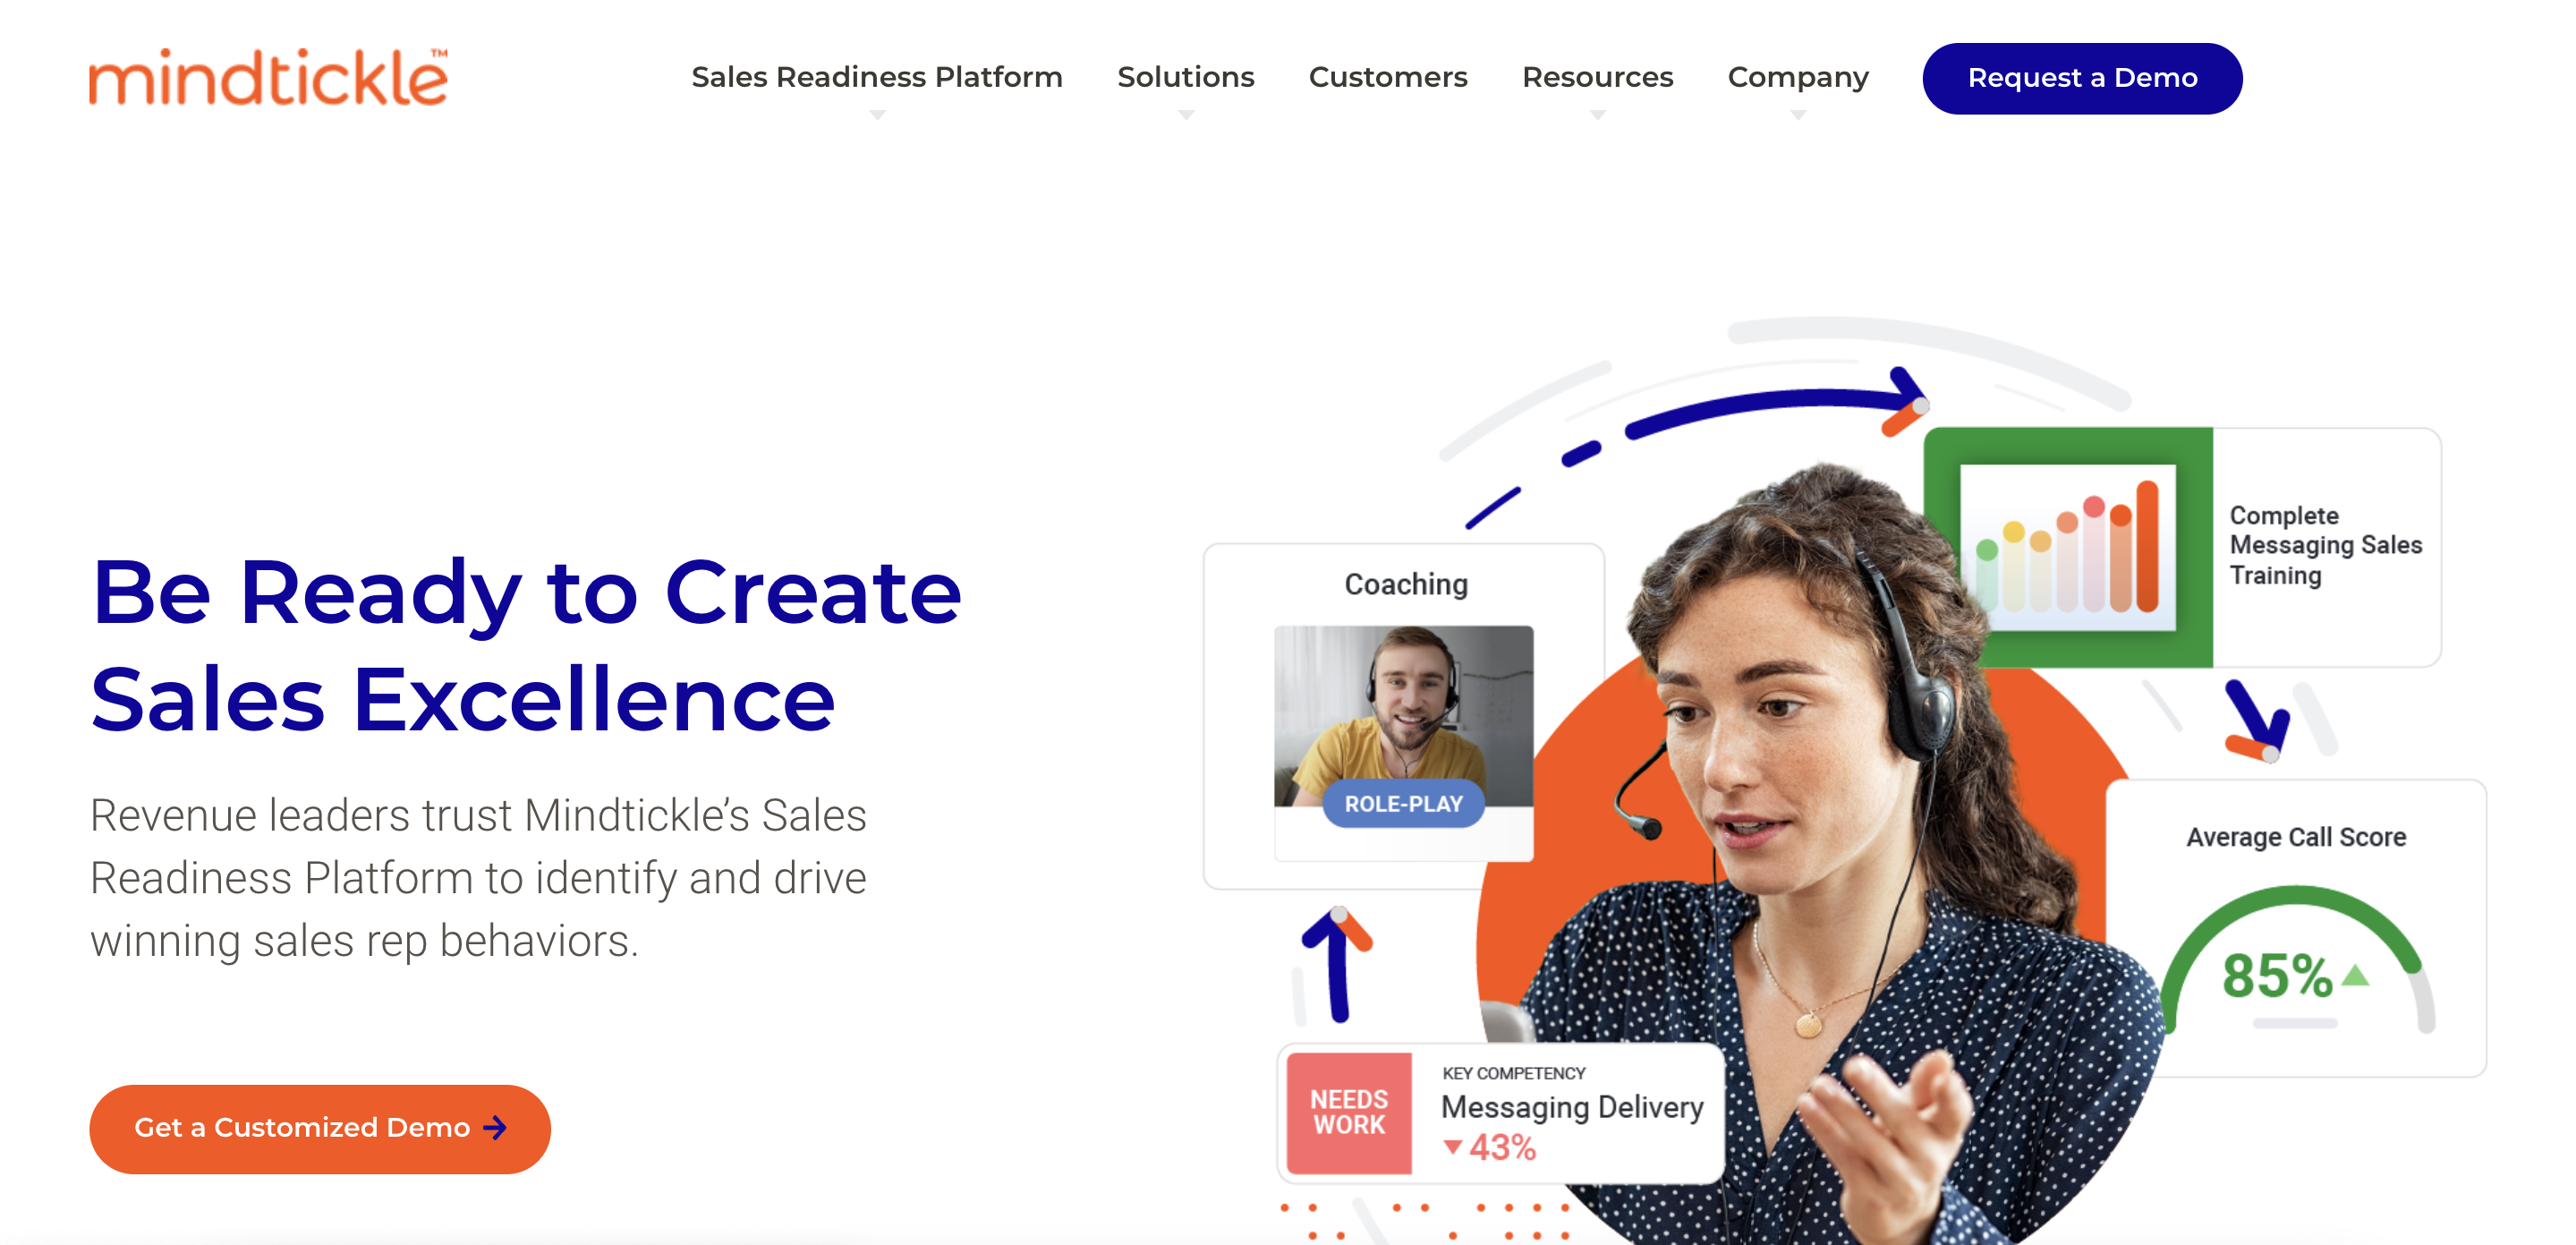 mindtickle™
Sales Readiness Platform
Solutions
Customers
Resources
Company
Request a Demo
Be Ready to Create
Sales Excellence
Revenue leaders trust Mindtickle’s Sales
Readiness Platform to identify and drive
winning sales rep behaviors.
Get a Customized Demo
Coaching
ROLE-PLAY
Complete
Messaging Sales
Training
Average Call Score
85%
NEEDS
WORK
KEY COMPETENCY
Messaging Delivery
43%